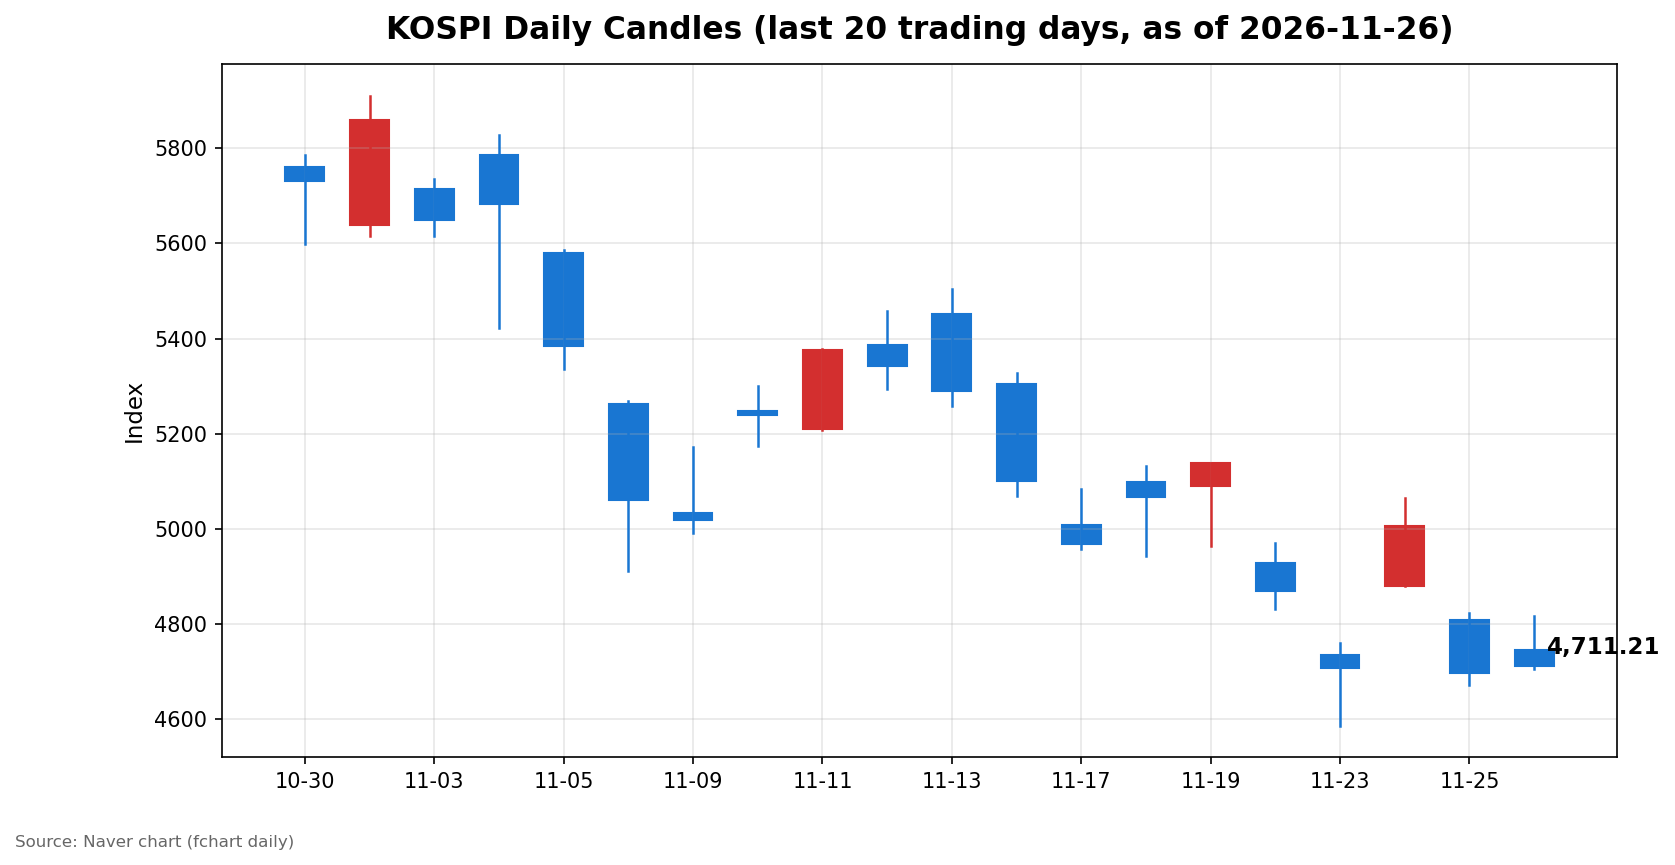 KOSPI Daily Candles (last 20 trading days, as of 2026-11-26)
Index
5800
5600
5400
5200
5000
4800
4600
4,711.21
10-30 11-03 11-05 11-09 11-11 11-13 11-17 11-19 11-23 11-25
Source: Naver chart (fchart daily)